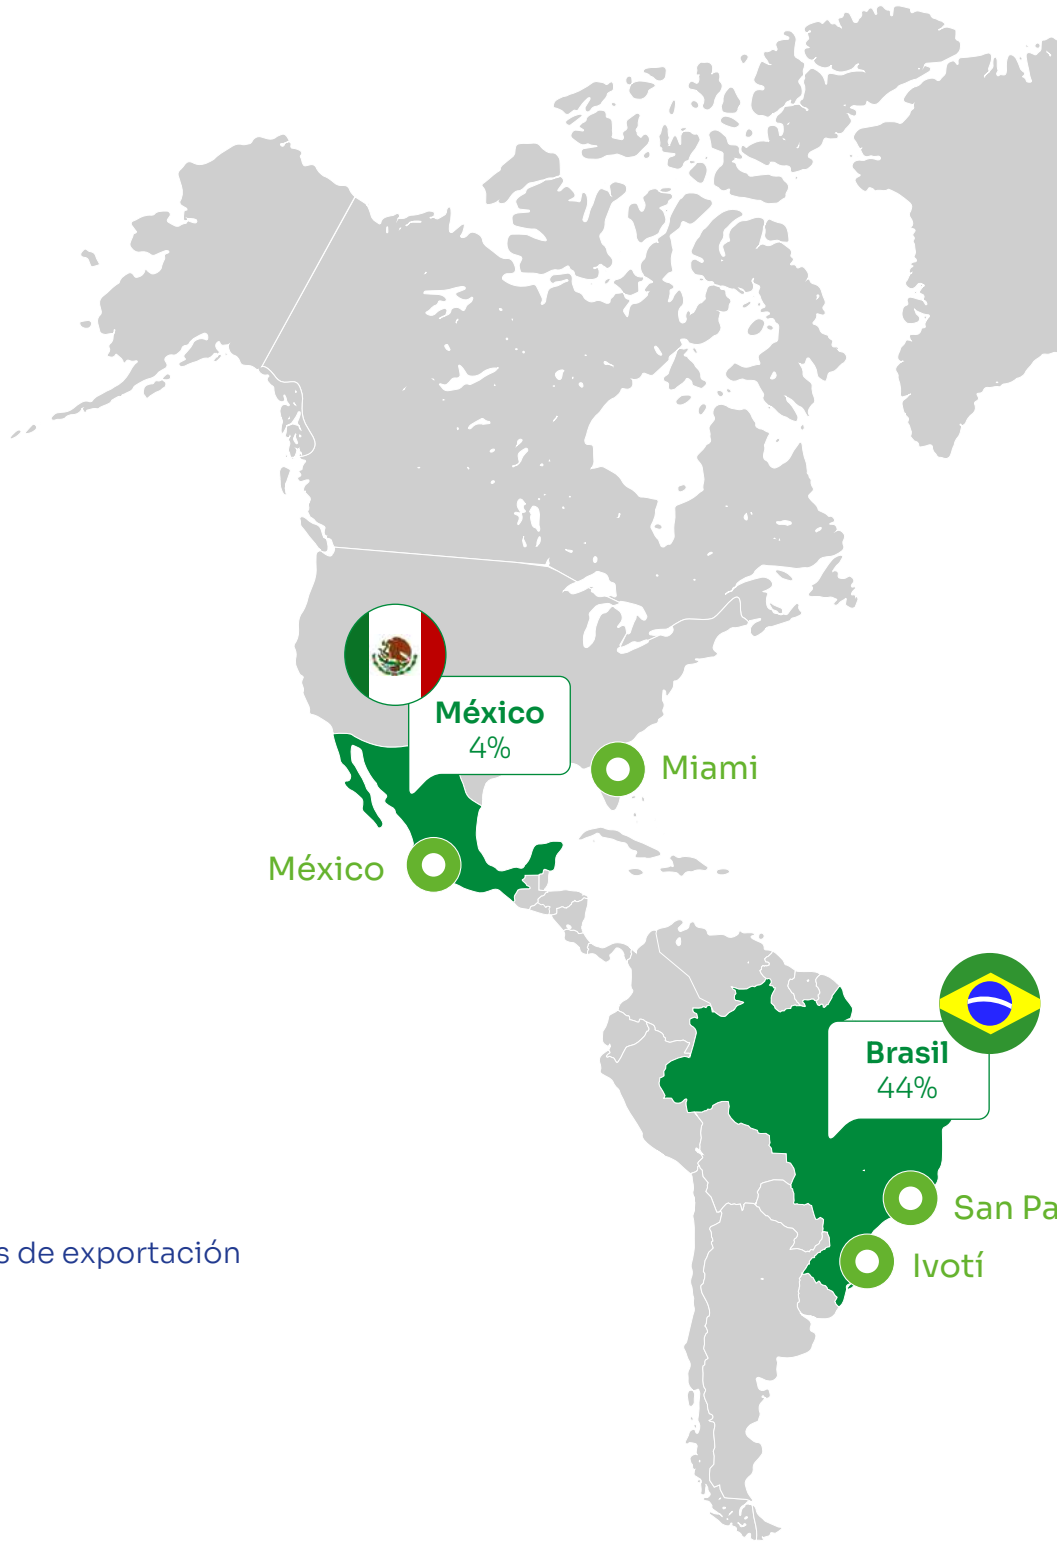 México
4%
Miami
México
Brasil
44%
San Pa
s de exportación
Ivotí